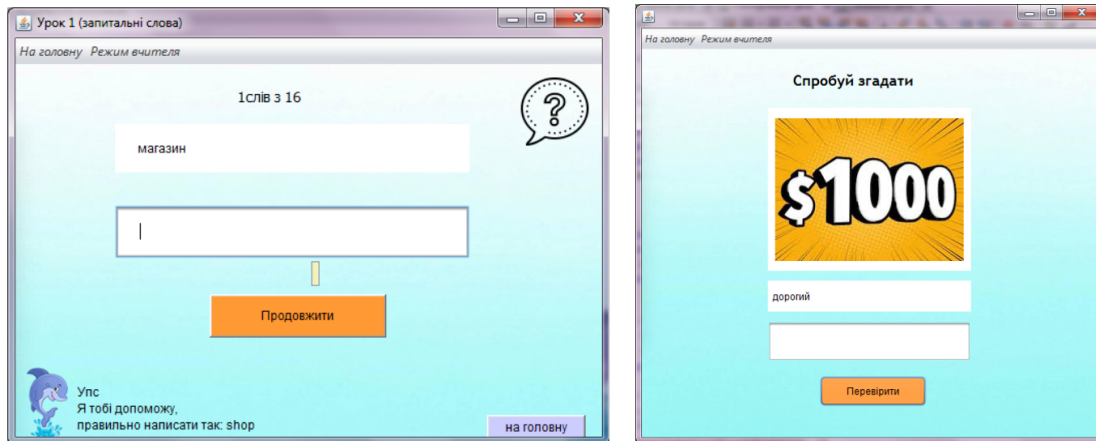 Урок 1 (запитальні слова)
На головну Режим вчителя
1слів з 16
?
магазин
Продовжити
Упс
Я тобі допоможу,
правильно написати так: shop
на головну
На головну Режим вчителя
Спробуй згадати
$1000
дорогий
Перевірити